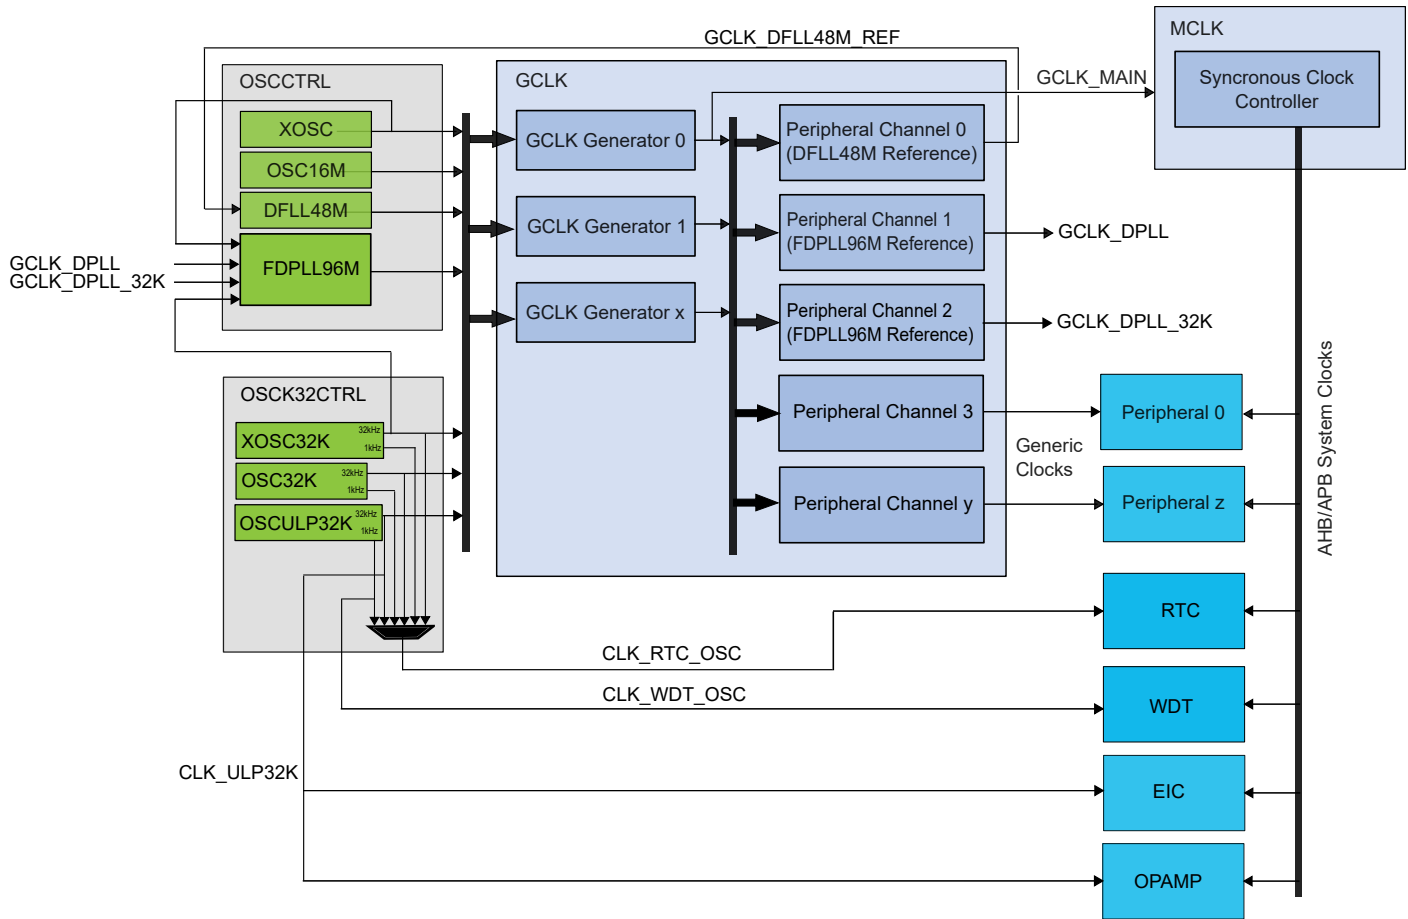 GCLK_DFLL48M_REF
MCLK
OSCCTRL
GCLK
GCLK_MAIN
Syncronous Clock
Controller
XOSC
OSC16M
DFLL48M
FDPLL96M
GCLK_DPLL
GCLK_DPLL_32K
GCLK Generator 0
GCLK Generator 1
GCLK Generator x
Peripheral Channel 0
(DFLL48M Reference)
Peripheral Channel 1
(FDPLL96M Reference)
Peripheral Channel 2
(FDPLL96M Reference)
Peripheral Channel 3
Peripheral Channel y
GCLK_DPLL
GCLK_DPLL_32K
Generic
Clocks
Peripheral 0
Peripheral z
AHB/APB System Clocks
OSCK32CTRL
XOSC32K
32kHz
1kHz
OSC32K
32kHz
1kHz
OSCULP32K
32kHz
1kHz
RTC
CLK_RTC_OSC
CLK_WDT_OSC
WDT
CLK_ULP32K
EIC
OPAMP